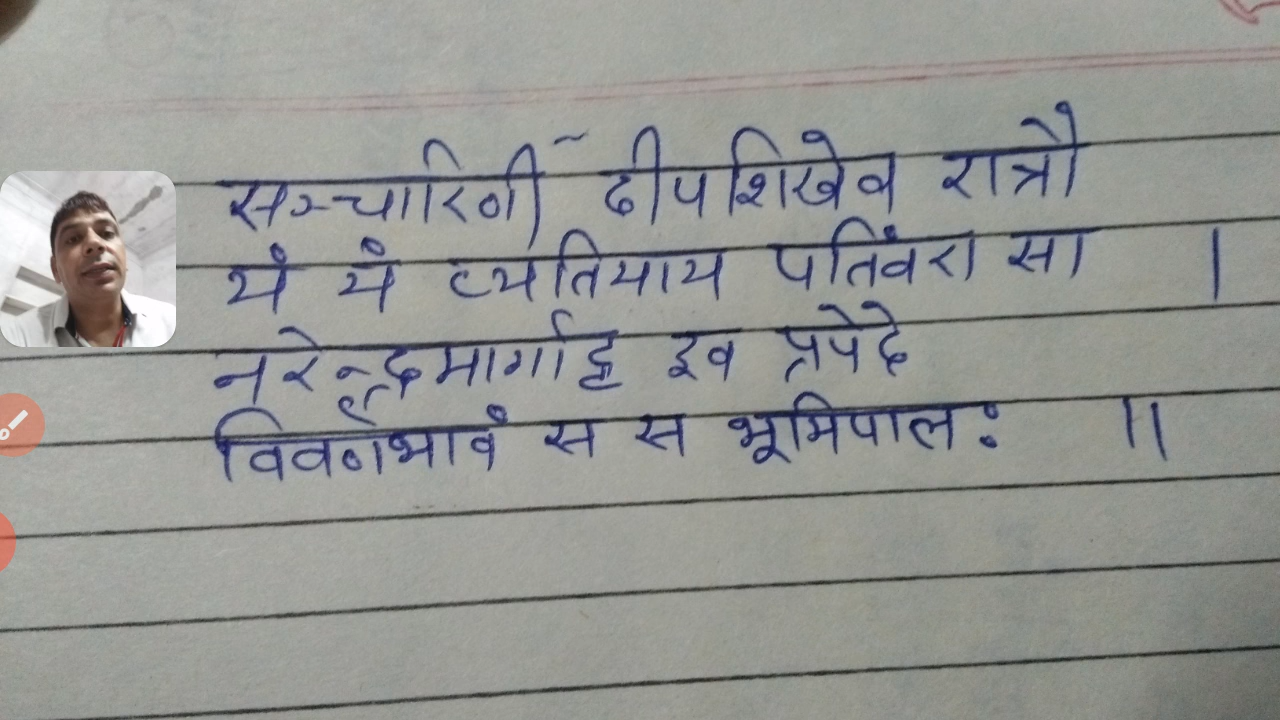 सञ्चारिणी दीपशिखेव रात्रौ
यं यं व्यतियाय पतिंवरा सा ।
नरेन्द्रमार्गाट्ट इव प्रपेदे
विवर्णभावं स स भूमिपालः ॥